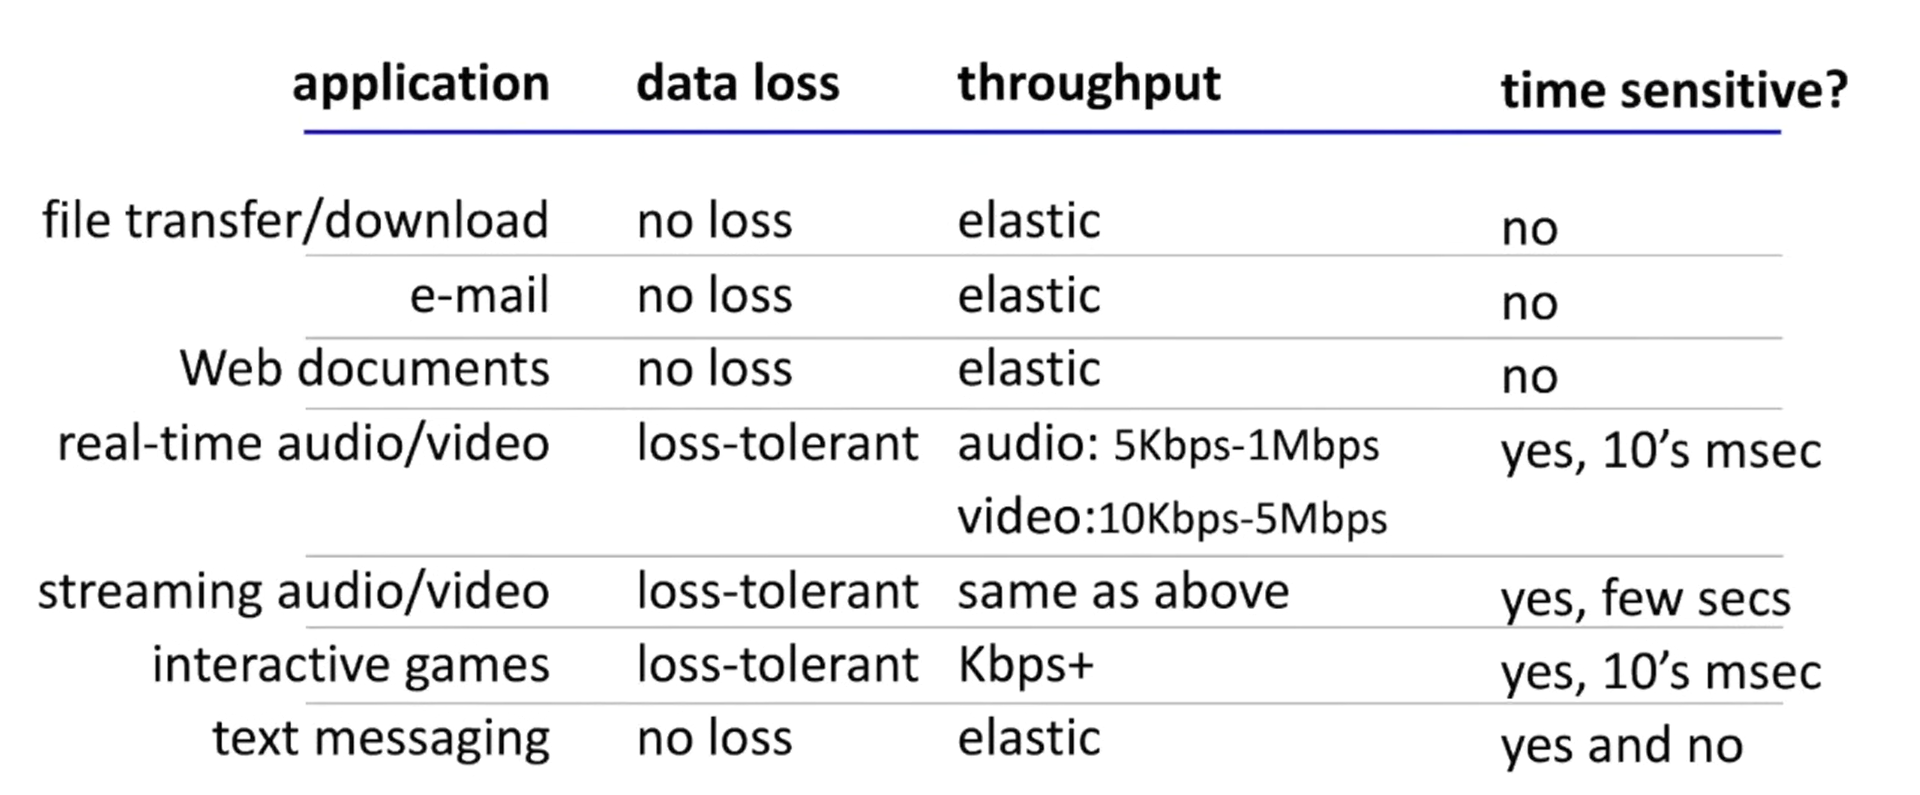 application data loss throughput time sensitive?
file transfer/download no loss elastic no
e-mail no loss elastic no
Web documents no loss elastic no
real-time audio/video loss-tolerant audio: 5Kbps-1Mbps yes, 10’s msec
video:10Kbps-5Mbps
streaming audio/video loss-tolerant same as above yes, few secs
interactive games loss-tolerant Kbps+ yes, 10’s msec
text messaging no loss elastic yes and no